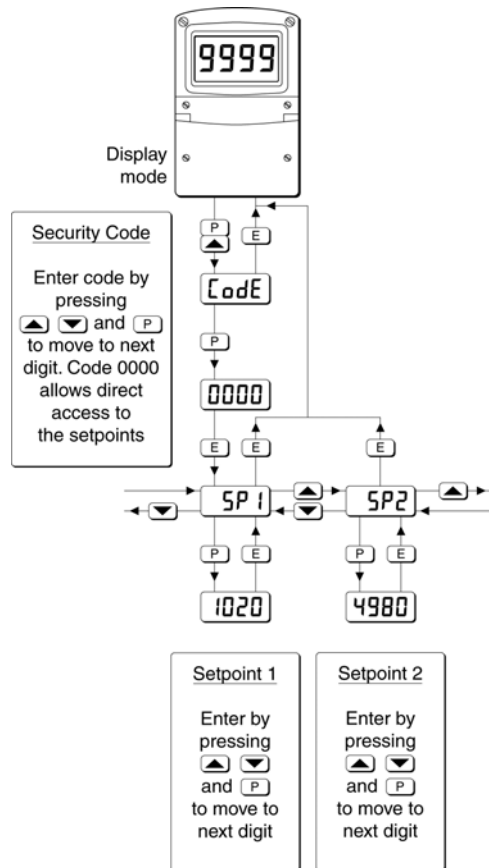 9999
Display
mode
P
E
Security Code
Enter code by
pressing
and P
to move to next
digit. Code 0000
allows direct
access to
the setpoints
CodE
P
0000
E
E
E
SP1
SP2
P
E
P
E
1020
4980
Setpoint 1
Enter by
pressing
and P
to move to
next digit
Setpoint 2
Enter by
pressing
and P
to move to
next digit